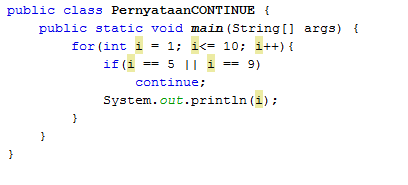 public class PernyataanCONTINUE {
    public static void main(String[] args) {
        for(int i = 1; i<= 10; i++){
            if(i == 5 || i == 9)
                continue;
            System.out.println(i);
        }
    }
}